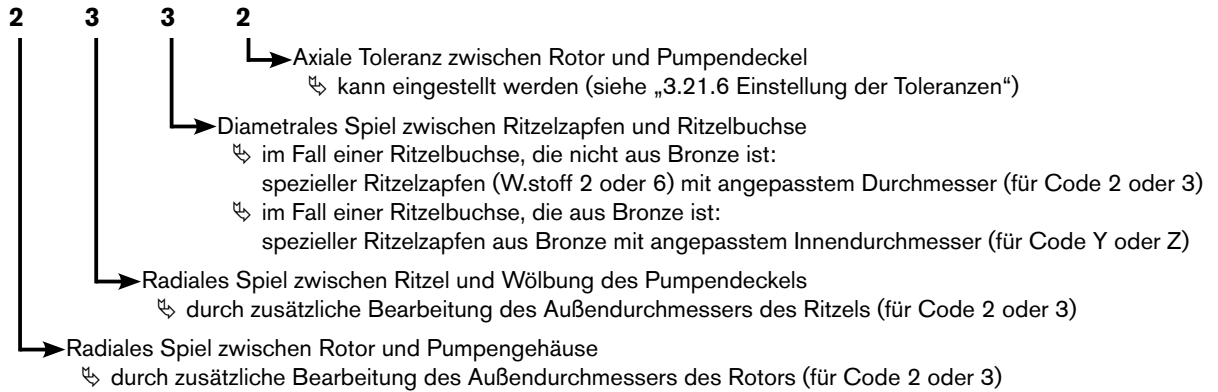 2 3 3 2
Axiale Toleranz zwischen Rotor und Pumpendeckel
↳ kann eingestellt werden (siehe „3.21.6 Einstellung der Toleranzen“)
Diametrales Spiel zwischen Ritzelzapfen und Ritzelbuchse
↳ im Fall einer Ritzelbuchse, die nicht aus Bronze ist:
spezieller Ritzelzapfen (W.stoff 2 oder 6) mit angepasstem Durchmesser (für Code 2 oder 3)
↳ im Fall einer Ritzelbuchse, die aus Bronze ist:
spezieller Ritzelzapfen aus Bronze mit angepasstem Innendurchmesser (für Code Y oder Z)
Radiales Spiel zwischen Ritzel und Wölbung des Pumpendeckels
↳ durch zusätzliche Bearbeitung des Außendurchmessers des Ritzels (für Code 2 oder 3)
Radiales Spiel zwischen Rotor und Pumpengehäuse
↳ durch zusätzliche Bearbeitung des Außendurchmessers des Rotors (für Code 2 oder 3)